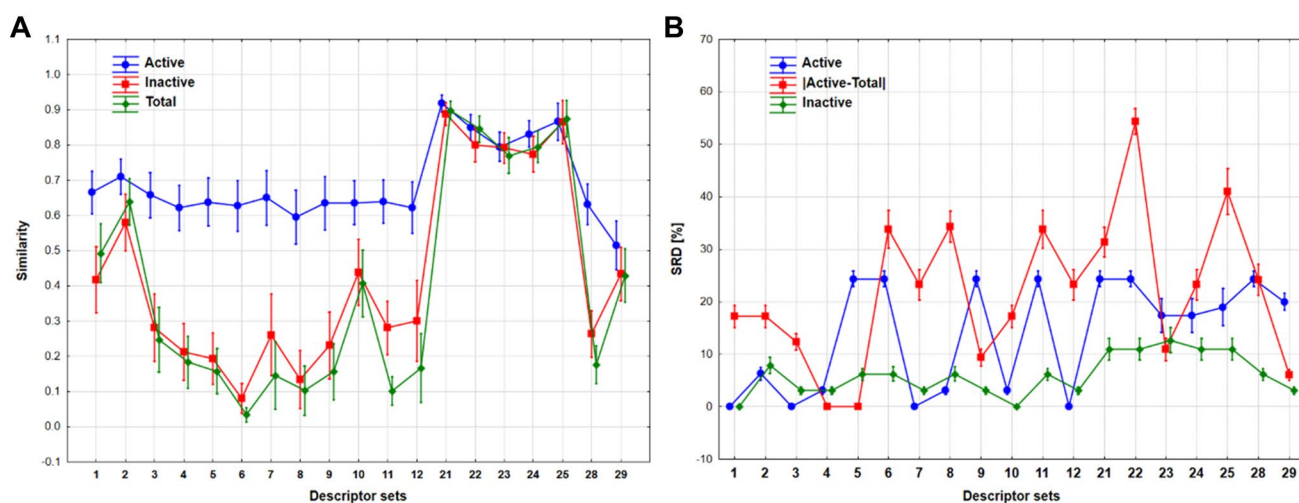 A
Similarity
1.1
1.0
0.9
0.8
0.7
0.6
0.5
0.4
0.3
0.2
0.1
0.0
-0.1
Active
Inactive
Total
1 2 3 4 5 6 7 8 9 10 11 12 21 22 23 24 25 28 29
Descriptor sets
B
SRD [%]
70
60
50
40
30
20
10
0
-10
Active
|Active-Total|
Inactive
1 2 3 4 5 6 7 8 9 10 11 12 21 22 23 24 25 28 29
Descriptor sets